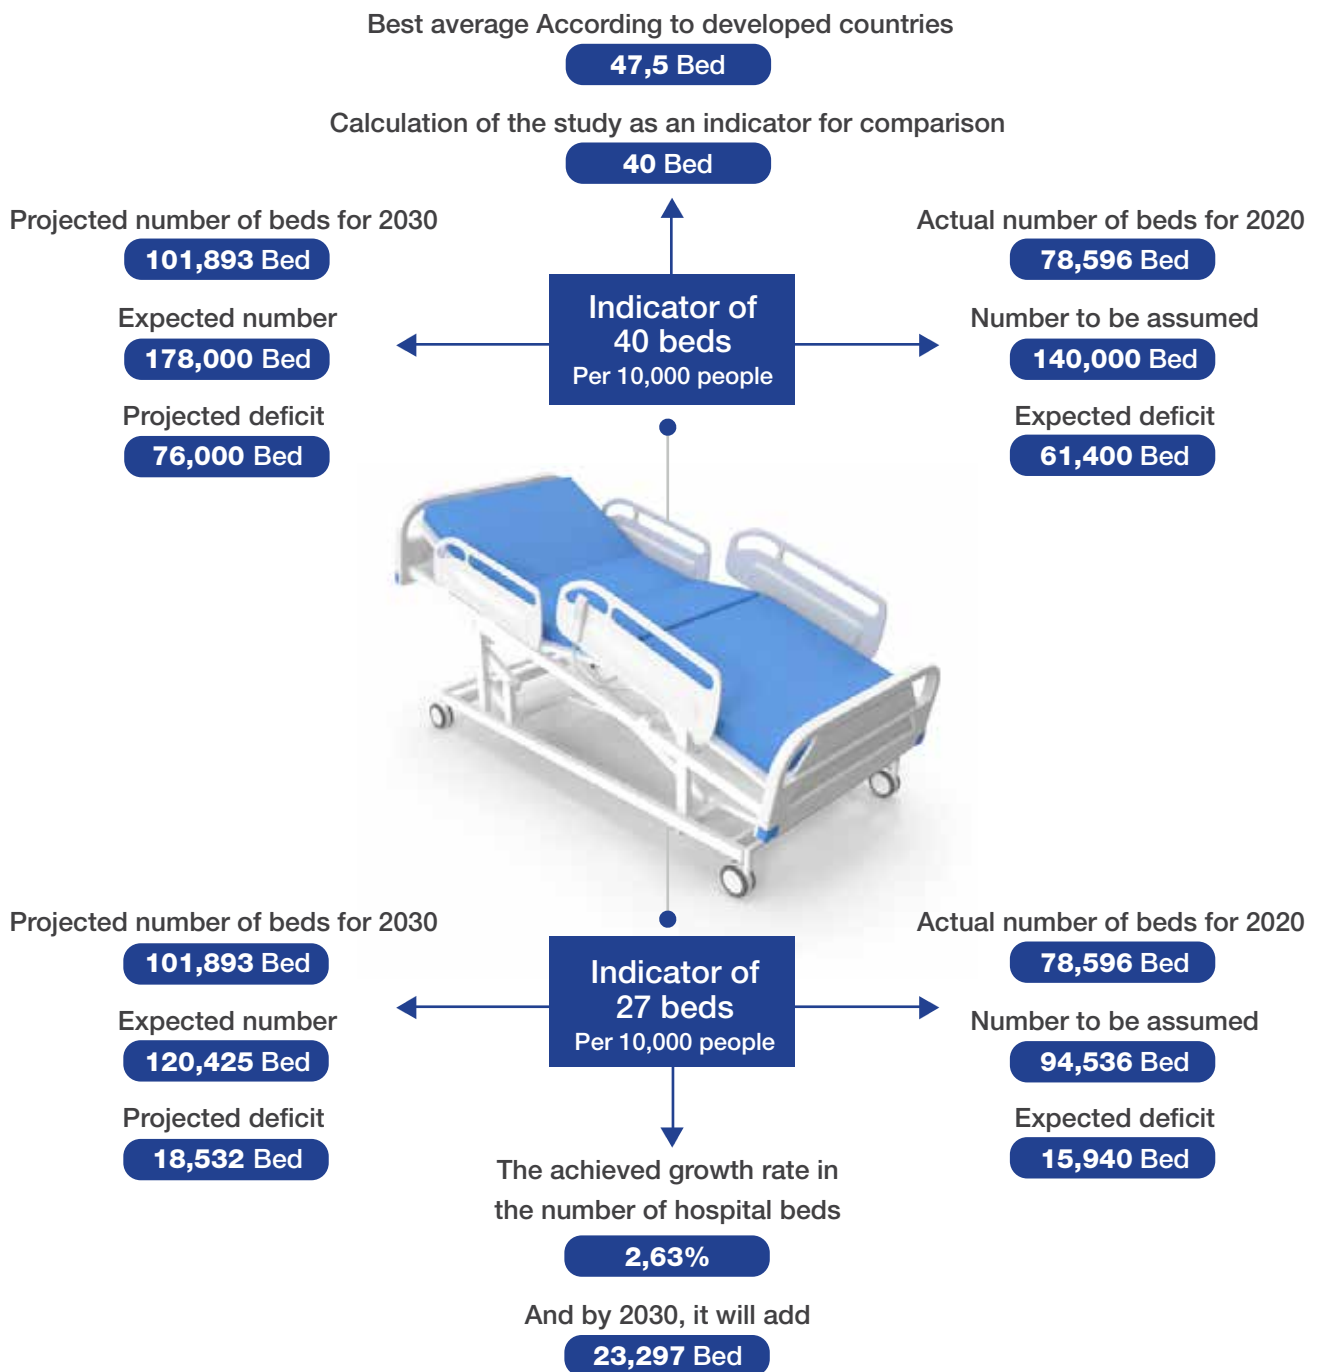 Best average According to developed countries
47,5 Bed
Calculation of the study as an indicator for comparison
40 Bed
Projected number of beds for 2030
101,893 Bed
Expected number
178,000 Bed
Projected deficit
76,000 Bed
Indicator of
40 beds
Per 10,000 people
Actual number of beds for 2020
78,596 Bed
Number to be assumed
140,000 Bed
Expected deficit
61,400 Bed
Projected number of beds for 2030
101,893 Bed
Expected number
120,425 Bed
Projected deficit
18,532 Bed
Indicator of
27 beds
Per 10,000 people
Actual number of beds for 2020
78,596 Bed
Number to be assumed
94,536 Bed
Expected deficit
15,940 Bed
The achieved growth rate in
the number of hospital beds
2,63%
And by 2030, it will add
23,297 Bed